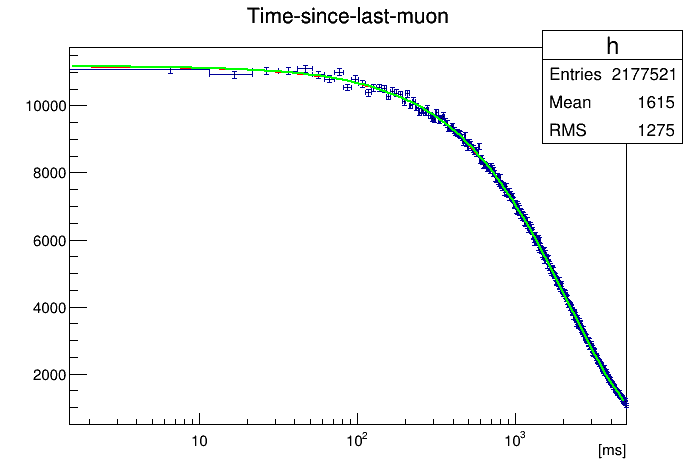 Time-since-last-muon
h
Entries 2177521
Mean 1615
RMS 1275
10000
8000
6000
4000
2000
10 10² 10³
[ms]